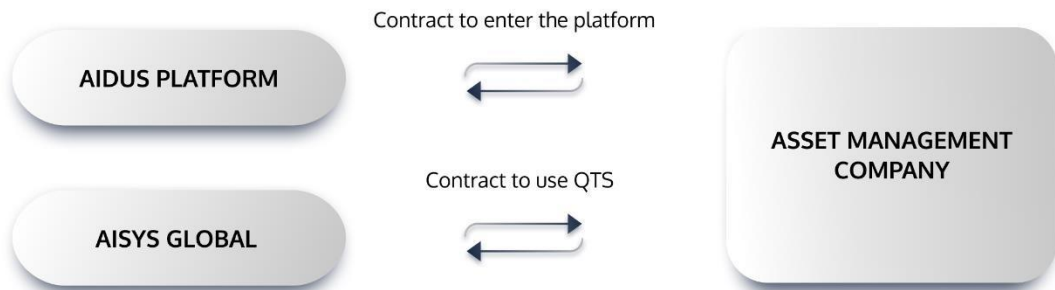 Contract to enter the platform
AIDUS PLATFORM
ASSET MANAGEMENT
COMPANY
Contract to use QTS
AISYS GLOBAL